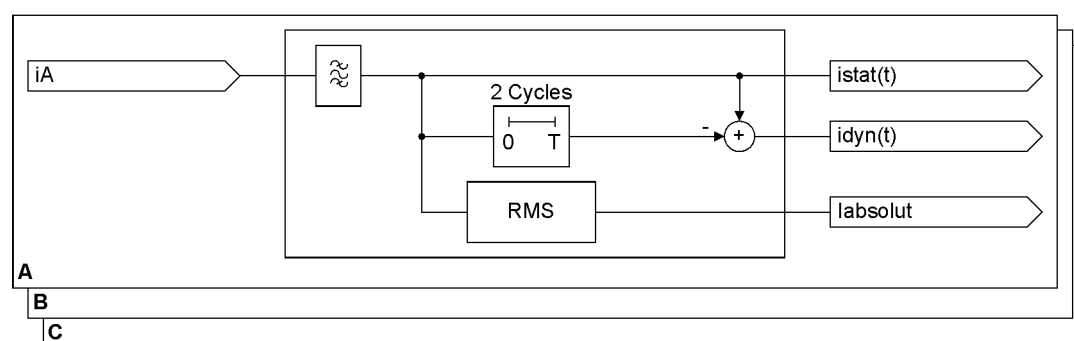 iA
istat(t)
2 Cycles
0 T
-
+
idyn(t)
RMS
Iabsolut
A
B
C